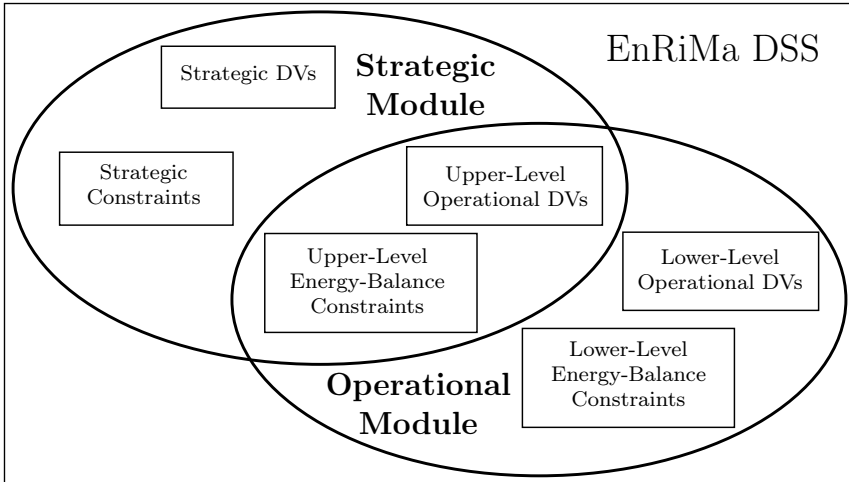 EnRiMa DSS
Strategic DVs
Strategic
Module
Strategic
Constraints
Upper-Level
Operational DVs
Upper-Level
Energy-Balance
Constraints
Lower-Level
Operational DVs
Lower-Level
Energy-Balance
Constraints
Operational
Module